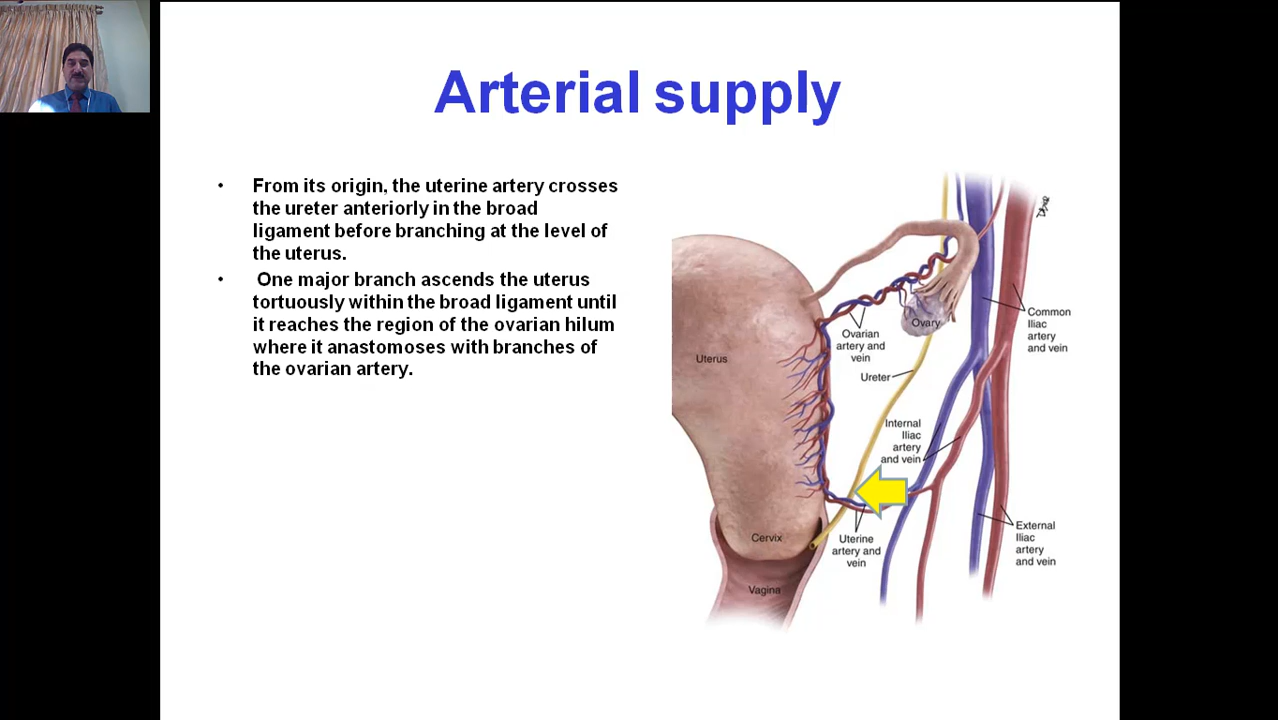 Arterial supply
• From its origin, the uterine artery crosses
the ureter anteriorly in the broad
ligament before branching at the level of
the uterus.
• One major branch ascends the uterus
tortuously within the broad ligament until
it reaches the region of the ovarian hilum
where it anastomoses with branches of
the ovarian artery.
Common
Iliac
artery
and vein
Ovary
Ovarian
artery and
vein
Uterus
Ureter
Internal
Iliac
artery
and vein
External
Iliac
artery
and vein
Cervix
Uterine
artery and
vein
Vagina